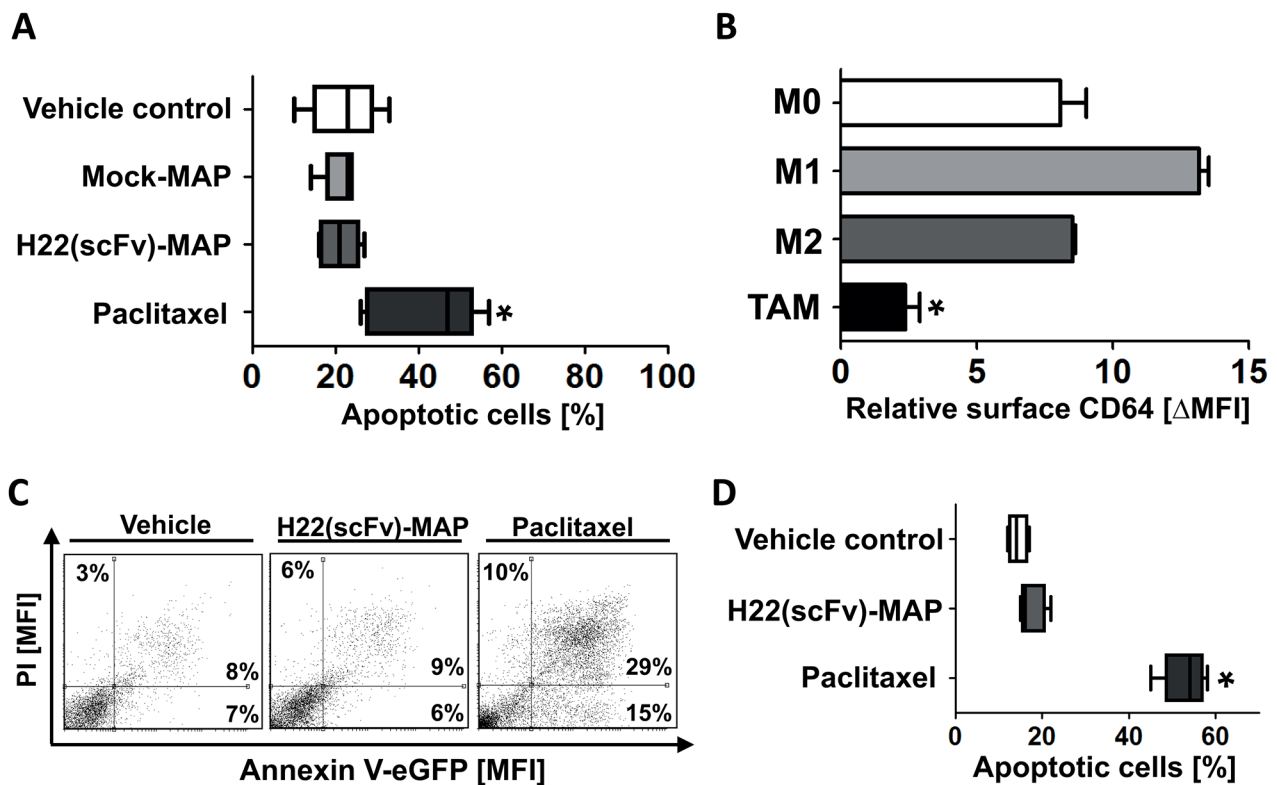 A
Vehicle control
Mock-MAP
H22(scFv)-MAP
Paclitaxel
*
0 20 40 60 80 100
Apoptotic cells [%]
B
M0
M1
M2
TAM
*
0 5 10 15
Relative surface CD64 [ΔMFI]
C
Vehicle H22(scFv)-MAP Paclitaxel
3% 6% 10%
8% 9% 29%
7% 6% 15%
PI [MFI]
Annexin V-eGFP [MFI]
D
Vehicle control
H22(scFv)-MAP
Paclitaxel
*
0 20 40 60
Apoptotic cells [%]